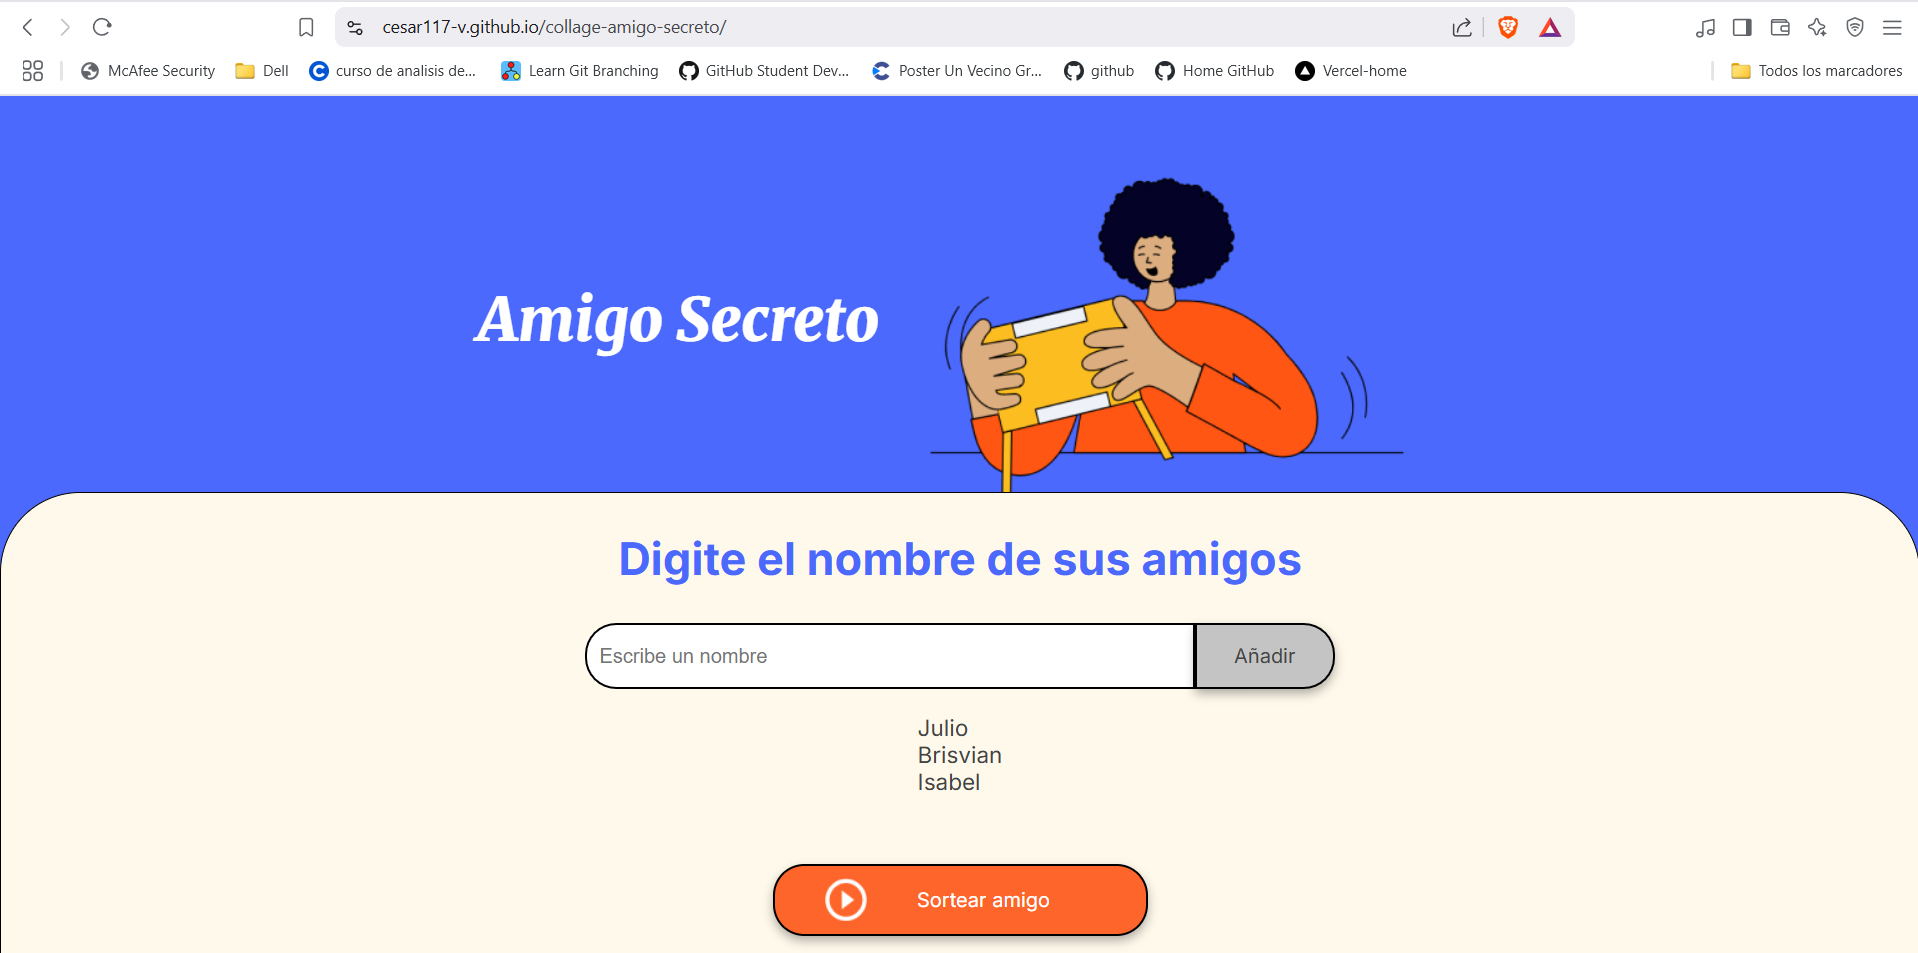 cesar117-v.github.io/collage-amigo-secreto/
McAfee Security Dell curso de analisis de... Learn Git Branching GitHub Student Dev... Poster Un Vecino Gr... github Home GitHub Vercel-home Todos los marcadores
Amigo Secreto
Digite el nombre de sus amigos
Escribe un nombre Añadir
Julio
Brisvian
Isabel
Sortear amigo